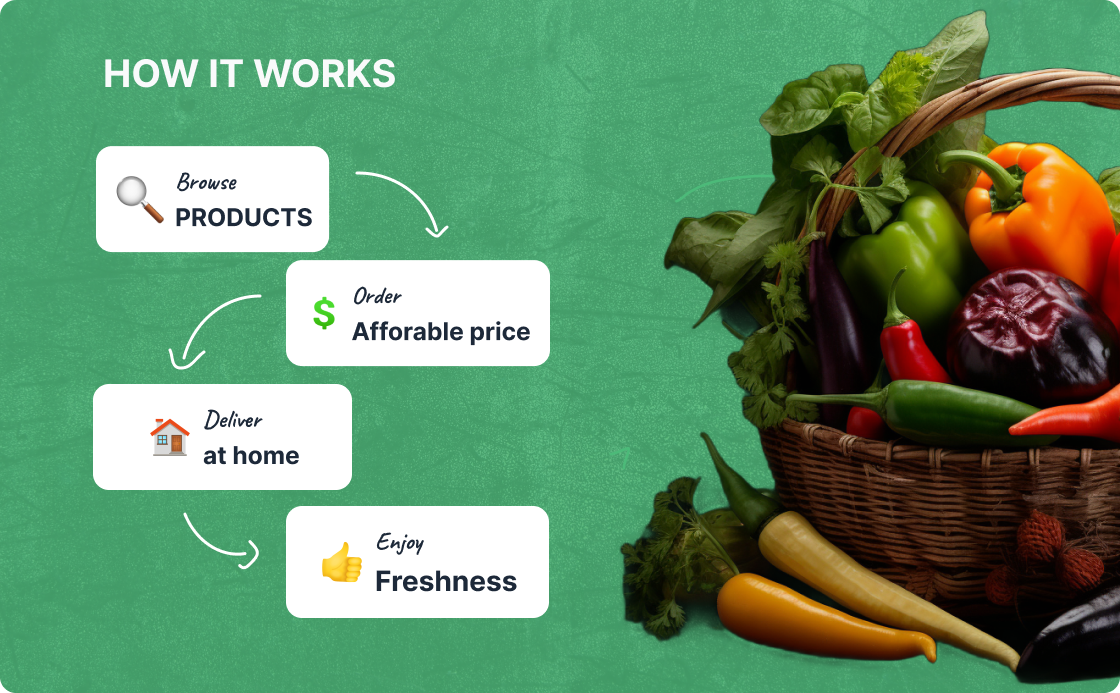 HOW IT WORKS
Browse
PRODUCTS
$
Order
Afforable price
Deliver
at home
Enjoy
Freshness